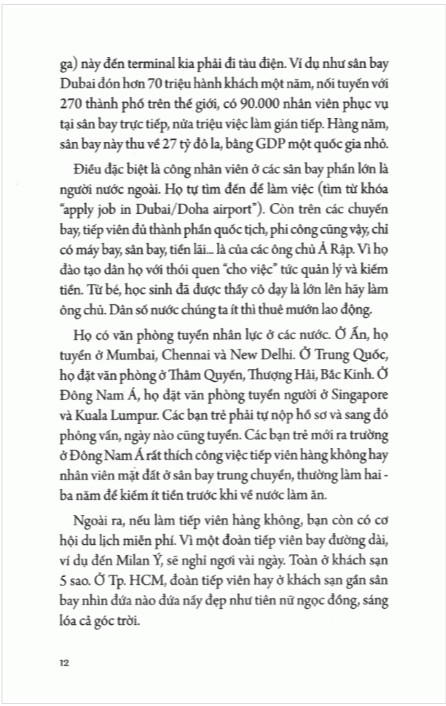 ga) này đến terminal kia phải đi tàu điện. Ví dụ như sân bay
Dubai đón hơn 70 triệu hành khách một năm, nối tuyến với
270 thành phố trên thế giới, có 90.000 nhân viên phục vụ
tại sân bay trực tiếp, nửa triệu việc làm gián tiếp. Hàng năm,
sân bay này thu về 27 tỷ đô la, bằng GDP một quốc gia nhỏ.
Điều đặc biệt là công nhân viên ở các sân bay phần lớn là
người nước ngoài. Họ tự tìm đến để làm việc (tìm từ khóa
“apply job in Dubai/Doha airport”). Còn trên các chuyến
bay, tiếp viên đủ thành phần quốc tịch, phi công cũng vậy, chỉ
có máy bay, sân bay, tiền lãi... là của các ông chủ Ả Rập. Vì họ
đào tạo dân họ với thói quen “cho việc” tức quản lý và kiếm
tiền. Từ bé, học sinh đã được thầy cô dạy là lớn lên hãy làm
ông chủ. Dân số nước chúng ta ít thì thuê mướn lao động.
Họ có văn phòng tuyển nhân lực ở các nước. Ở Ấn, họ
tuyển ở Mumbai, Chennai và New Delhi. Ở Trung Quốc,
họ đặt văn phòng ở Thâm Quyến, Thượng Hải, Bắc Kinh. Ở
Đông Nam Á, họ đặt văn phòng tuyển người ở Singapore
và Kuala Lumpur. Các bạn trẻ phải tự nộp hồ sơ và sang đó
phỏng vấn, ngày nào cũng tuyển. Các bạn trẻ mới ra trường
ở Đông Nam Á rất thích công việc tiếp viên hàng không hay
nhân viên mặt đất ở sân bay trung chuyển, thường làm hai -
ba năm để kiếm ít tiền trước khi về nước làm ăn.
Ngoài ra, nếu làm tiếp viên hàng không, bạn còn có cơ
hội du lịch miễn phí. Vì một đoàn tiếp viên bay đường dài,
ví dụ đến Milan Ý, sẽ nghỉ ngơi vài ngày. Toàn ở khách sạn
5 sao. Ở Tp. HCM, đoàn tiếp viên hay ở khách sạn gần sân
bay nhìn đứa nào đứa nấy đẹp như tiên nữ ngọc đồng, sáng
lóa cả góc trời.
12